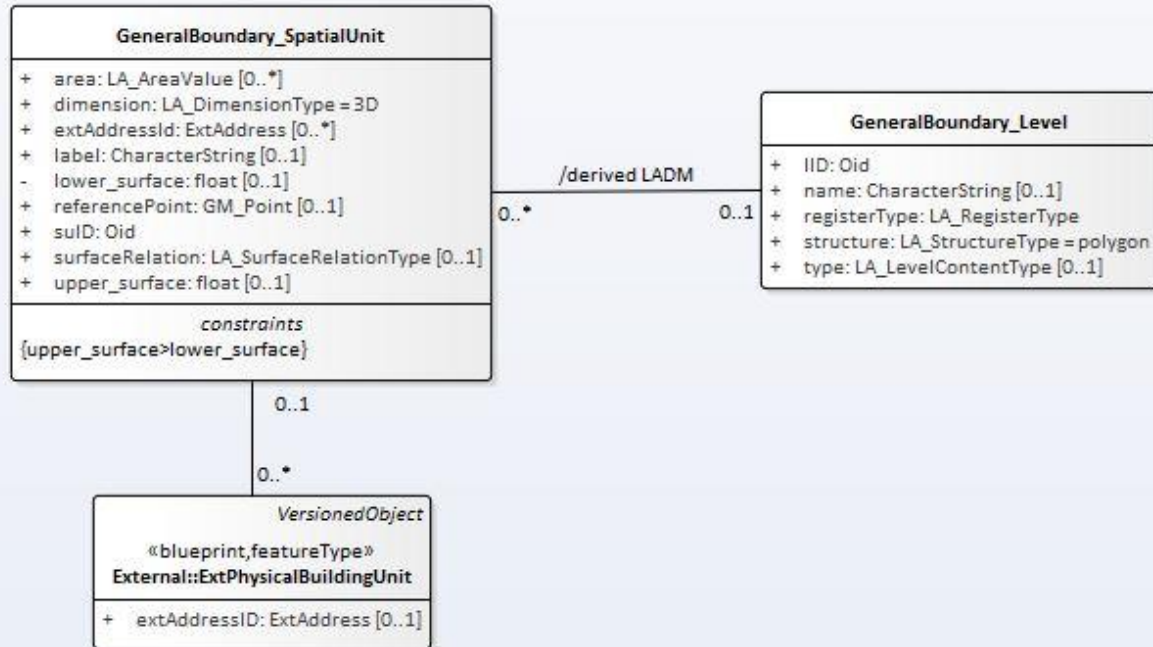 GeneralBoundary_SpatialUnit
+ area: LA_AreaValue [0..*]
+ dimension: LA_DimensionType = 3D
+ extAddressId: ExtAddress [0..*]
+ label: CharacterString [0..1]
- lower_surface: float [0..1]
+ referencePoint: GM_Point [0..1]
+ suID: Oid
+ surfaceRelation: LA_SurfaceRelationType [0..1]
+ upper_surface: float [0..1]
constraints
{upper_surface>lower_surface}
/derived LADM
0..*
0..1
GeneralBoundary_Level
+ lID: Oid
+ name: CharacterString [0..1]
+ registerType: LA_RegisterType
+ structure: LA_StructureType = polygon
+ type: LA_LevelContentType [0..1]
0..1
0..*
VersionedObject
«blueprint,featureType»
External::ExtPhysicalBuildingUnit
+ extAddressID: ExtAddress [0..1]